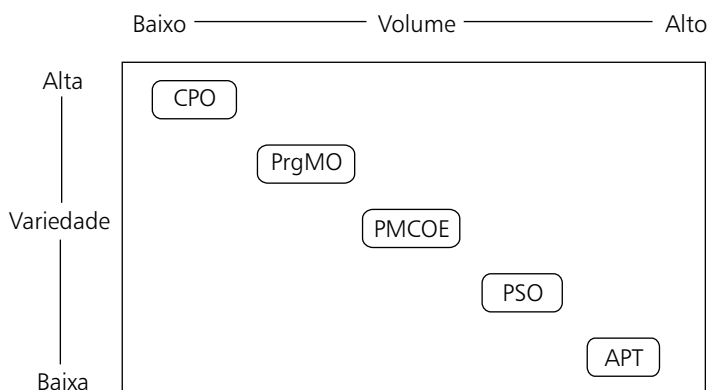 Baixo Volume Alto
Alta
CPO
PrgMO
Variedade
PMCOE
PSO
APT
Baixa